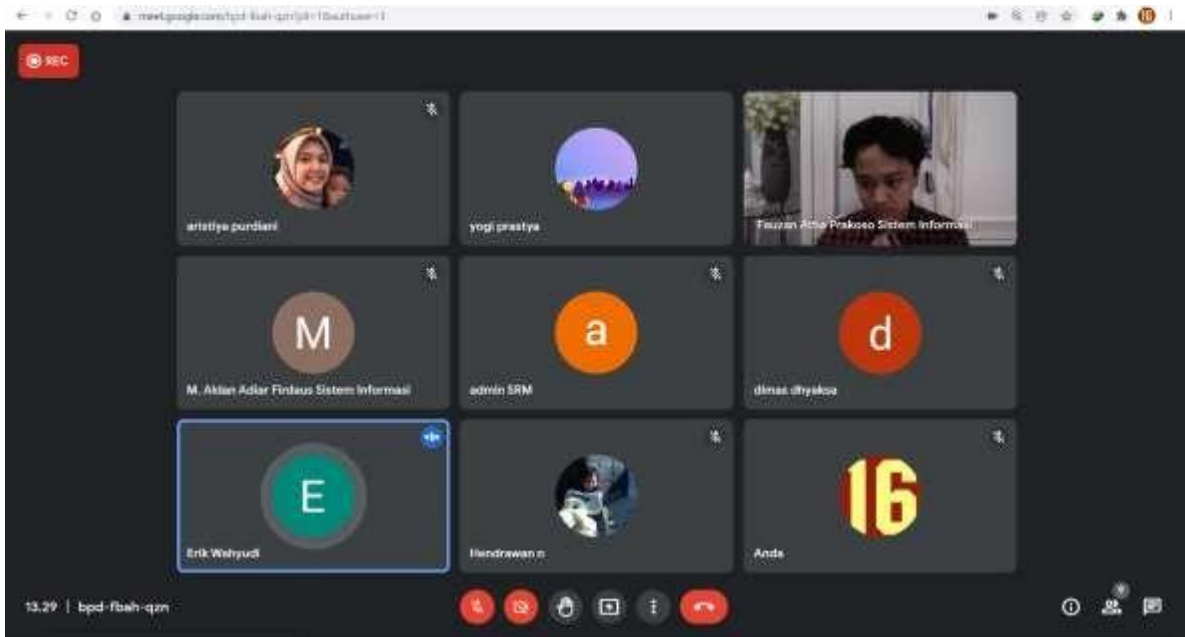 REC
aristiya purdiani
yogi prastya
Prakoso Sistem Informasi
M
M. Aldan Adiar Firdaus Sistem Informasi
a
admin SRM
d
dimas dhyaksa
E
Erik Wahyudi
Hendrawan n
16
Anda
13.29 | bpd-fbah-qzn
9